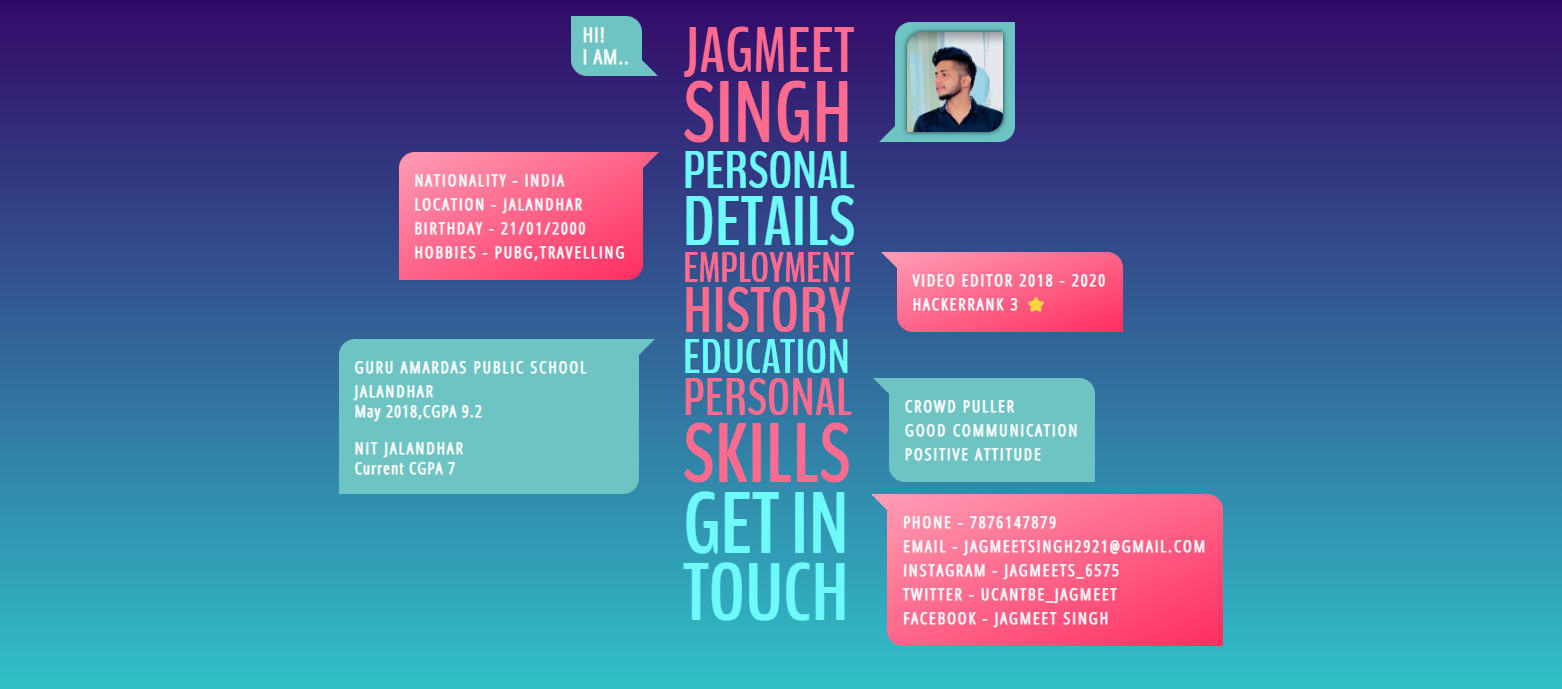 HI!
I AM..
JAGMEET
SINGH
PERSONAL
DETAILS
NATIONALITY - INDIA
LOCATION - JALANDHAR
BIRTHDAY - 21/01/2000
HOBBIES - PUBG,TRAVELLING
EMPLOYMENT
HISTORY
VIDEO EDITOR 2018 - 2020
HACKERRANK 3 ⭐
EDUCATION
GURU AMARDAS PUBLIC SCHOOL
JALANDHAR
May 2018,CGPA 9.2
NIT JALANDHAR
Current CGPA 7
PERSONAL
SKILLS
CROWD PULLER
GOOD COMMUNICATION
POSITIVE ATTITUDE
GET IN
TOUCH
PHONE - 7876147879
EMAIL - JAGMEETSINGH2921@GMAIL.COM
INSTAGRAM - JAGMEETS_6575
TWITTER - UCANTBE_JAGMEET
FACEBOOK - JAGMEET SINGH